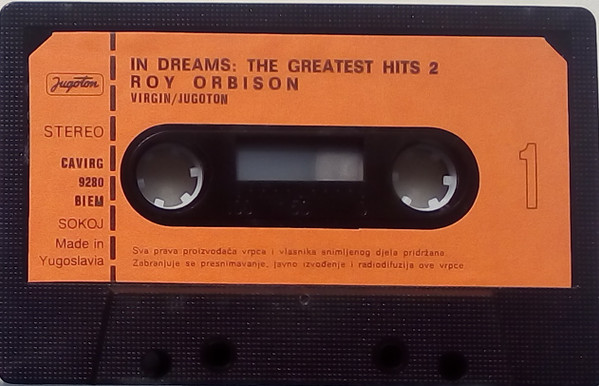 IN DREAMS: THE GREATEST HITS 2
ROY ORBISON
VIRGIN/JUGOTON
Jugoton
STEREO
CAVIRG
9280
BIEM
SOKOJ
Made in
Yugoslavia
1
Sva prava proizvođača vrpce i vlasnika snimljenog djela pridržana.
Zabranjuje se presnimavanje, javno izvođenje i radiodifuzija ove vrpce.